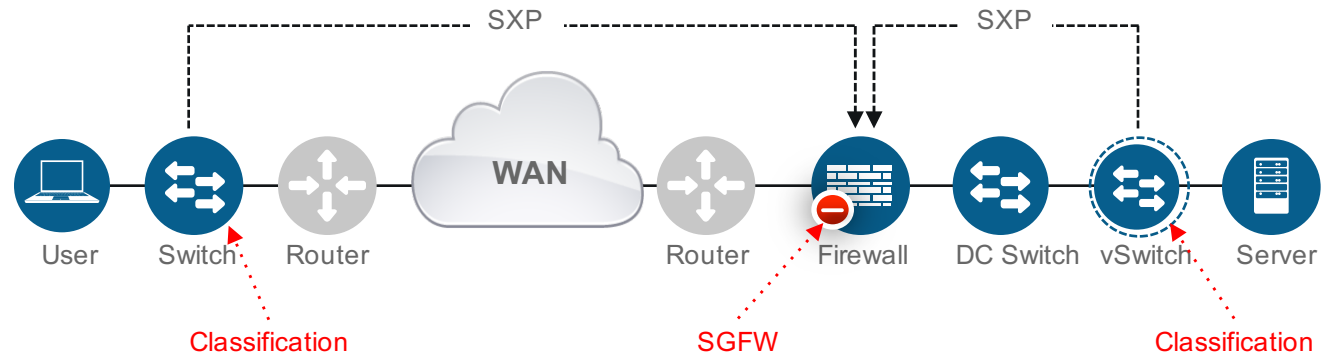 SXP
SXP
WAN
User
Switch
Router
Router
Firewall
DC Switch
vSwitch
Server
Classification
SGFW
Classification